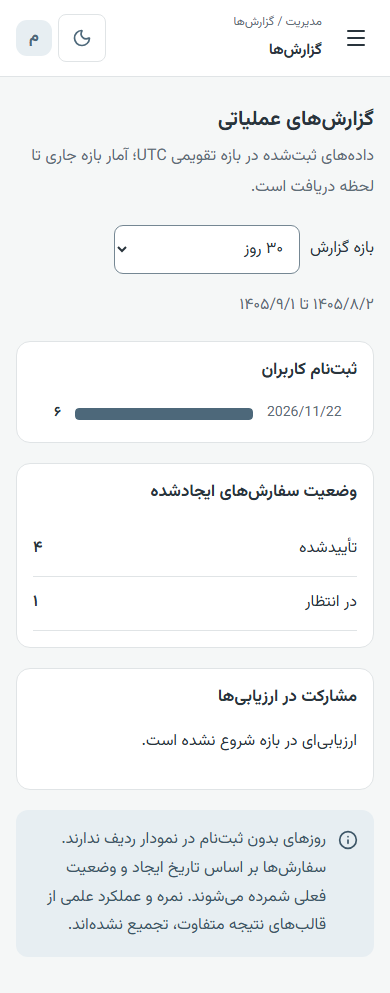 مدیریت / گزارش‌ها
گزارش‌ها
م
گزارش‌های عملیاتی
داده‌های ثبت‌شده در بازه تقویمی UTC؛ آمار بازه جاری تا
لحظه دریافت است.
بازه گزارش
۳۰ روز
۱۴۰۵/۸/۲ تا ۱۴۰۵/۹/۱
ثبت‌نام کاربران
2026/11/22
۶
وضعیت سفارش‌های ایجادشده
تأییدشده
۴
در انتظار
۱
مشارکت در ارزیابی‌ها
ارزیابی‌ای در بازه شروع نشده است.
روزهای بدون ثبت‌نام در نمودار ردیف ندارند.
سفارش‌ها بر اساس تاریخ ایجاد و وضعیت
فعلی شمرده می‌شوند. نمره و عملکرد علمی از
قالب‌های نتیجه متفاوت، تجمیع نشده‌اند.